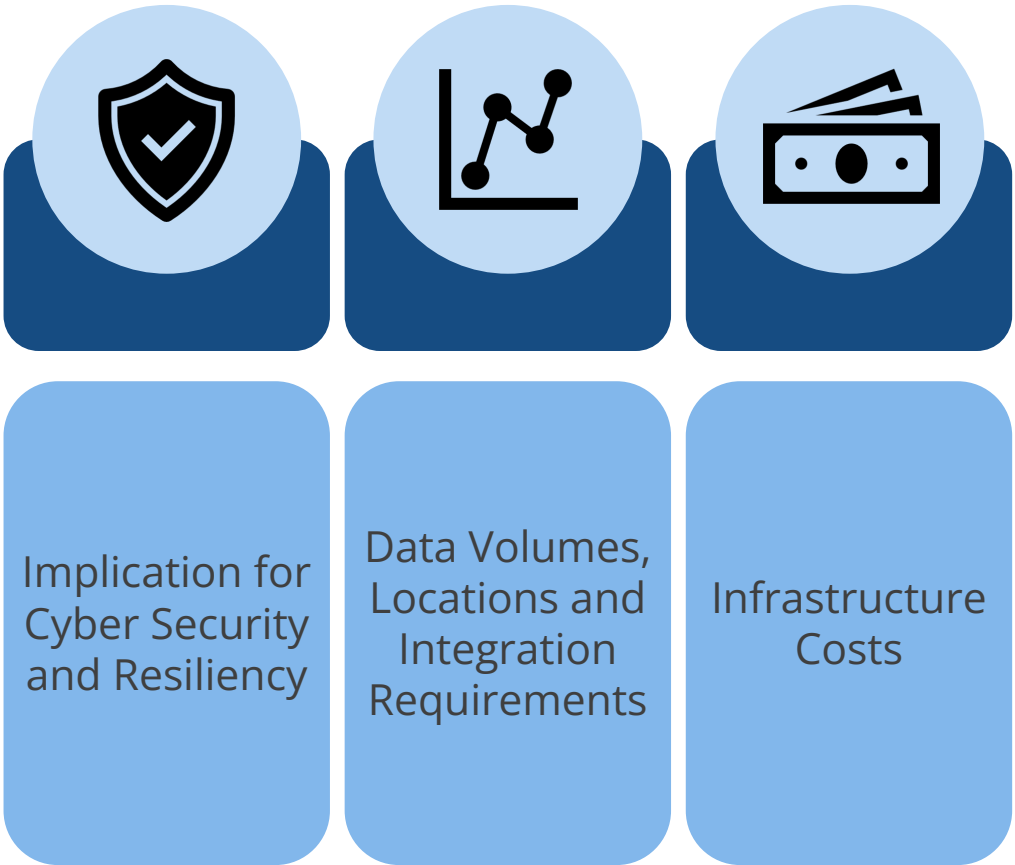 Implication for
Cyber Security
and Resiliency
Data Volumes,
Locations and
Integration
Requirements
Infrastructure
Costs